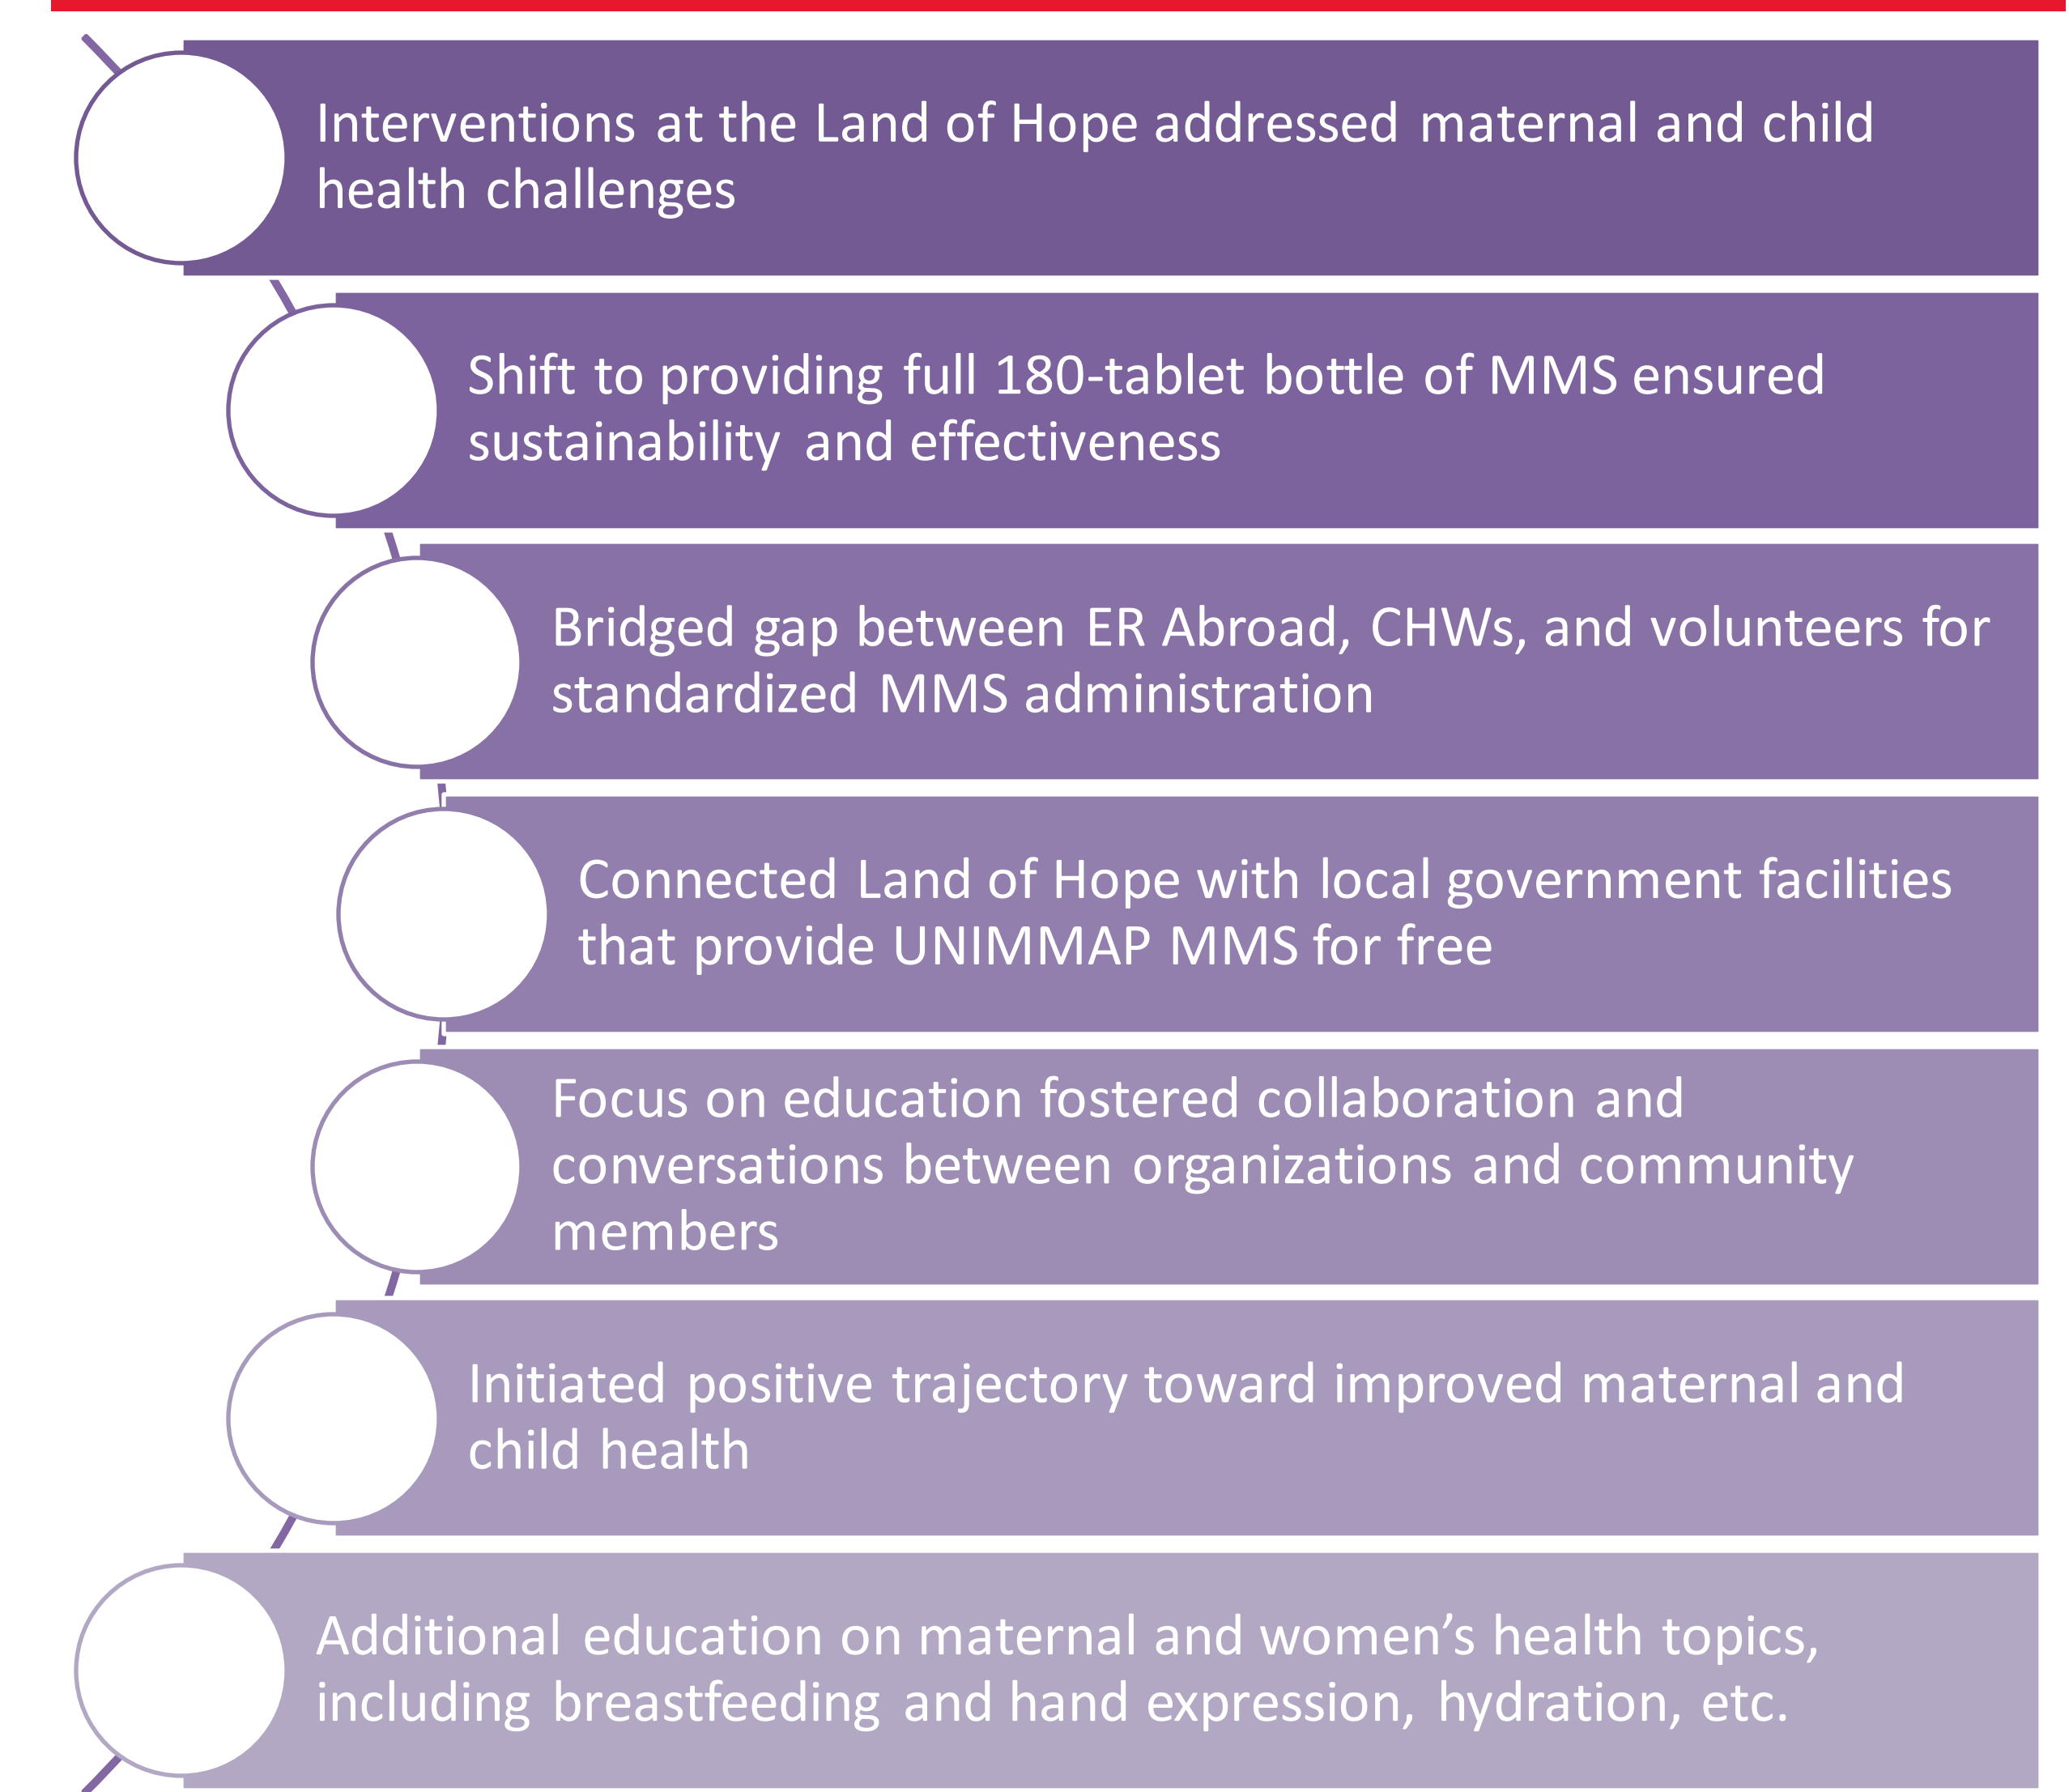 Interventions at the Land of Hope addressed maternal and child
health challenges
Shift to providing full 180-tablet bottle of MMS ensured
sustainability and effectiveness
Bridged gap between ERAbroad, CHWs, and volunteers for
standardized MMS administration
Connected Land of Hope with local government facilities
that provide UNIMMAP MMS for free
Focus on education fostered collaboration and
conversations between organizations and community
members
Initiated positive trajectory toward improved maternal and
child health
Additional education on maternal and women’s health topics,
including breastfeeding and hand expression, hydration, etc.